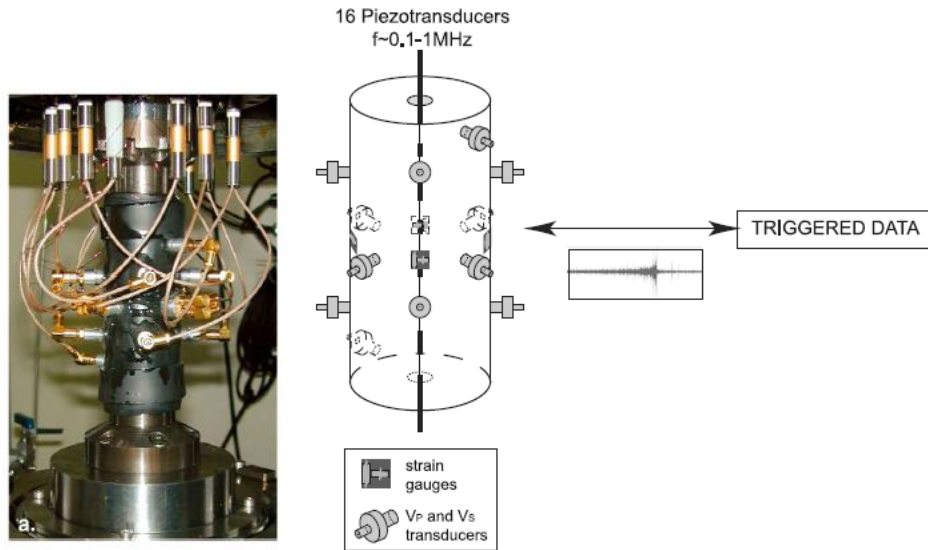 16 Piezotransducers
f~0.1-1MHz
TRIGGERED DATA
strain
gauges
VP and VS
transducers
a.